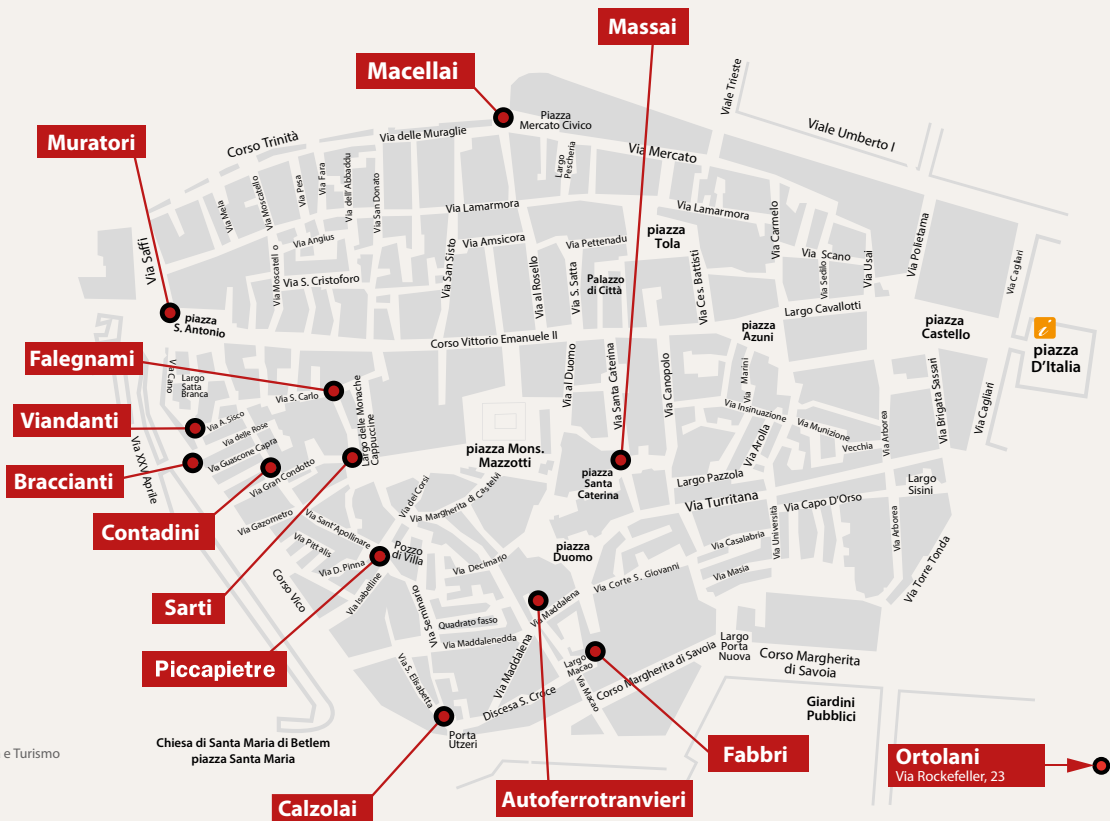 Massai
Macellai
Muratori
Falegnami
Viandanti
Braccianti
Contadini
Sarti
Piccapietre
Calzolai
Autoferrotranvieri
Fabbri
Ortolani
Via Rockefeller, 23
Viale Trieste
Viale Umberto I
Piazza
Mercato Civico
Via delle Muraglie
Corso Trinità
Via Mercato
Largo
Pescheria
Via Mela
Via Moscatello
Via Pesa
Via Fara
Via dell'Abbaddu
Via San Donato
Via Lamarmora
Via Lamarmora
Via Carmelo
Via Saffi
Via Angius
Via Moscatell o
Via S. Cristoforo
Via San Sisto
Via Amsicora
Via al Rosello
Via S. Satta
Via Pettenadu
Palazzo
di Città
piazza
Tola
Via Ces. Battisti
Via Scano
Via Sedilo
Via Usai
Via Polietama
Via Cagliari
Largo Cavallotti
piazza
S. Antonio
Corso Vittorio Emanuele II
piazza
Azuni
piazza
Castello
i
piazza
D'Italia
Via Cano
Largo
Satta
Branca
Via S. Carlo
Largo delle Monache
Cappuccine
Via al Duomo
Via Santa Caterina
Via Canopolo
Via Marini
Via Insinuazione
Via Munizione
Vecchia
Via Arborea
Via Brigata Sassari
Via Cagliari
Via A. Sisco
Via delle Rose
Via Guascone Capra
Via Gran Condotto
Via XXV Aprile
piazza Mons.
Mazzotti
piazza
Santa
Caterina
Via Arolla
Largo Pazzola
Via Turritana
Via Capo D'Orso
Largo
Sisini
Via Gazometro
Via Sant'Apollinare
Via dei Corsi
Via Margherita di Castelvi
Via Pittalis
Via D. Pinna
Pozzo
di Villa
Via Isabelline
Via Decimario
piazza
Duomo
Via Casalabria
Via Università
Via Arborea
Via Masia
Via Torre Tonda
Corso Vico
Via Seminario
Quadrato fasso
Via Maddalenedda
Via Corte S. Giovanni
Via Maddalena
Via Maddalena
Via S. Elisabetta
Largo
Macao
Via Macao
Discesa S. Croce
Corso Margherita di Savoia
Largo
Porta
Nuova
Corso Margherita
di Savoia
Giardini
Pubblici
Porta
Utzeri
Chiesa di Santa Maria di Betlem
piazza Santa Maria
e Turismo